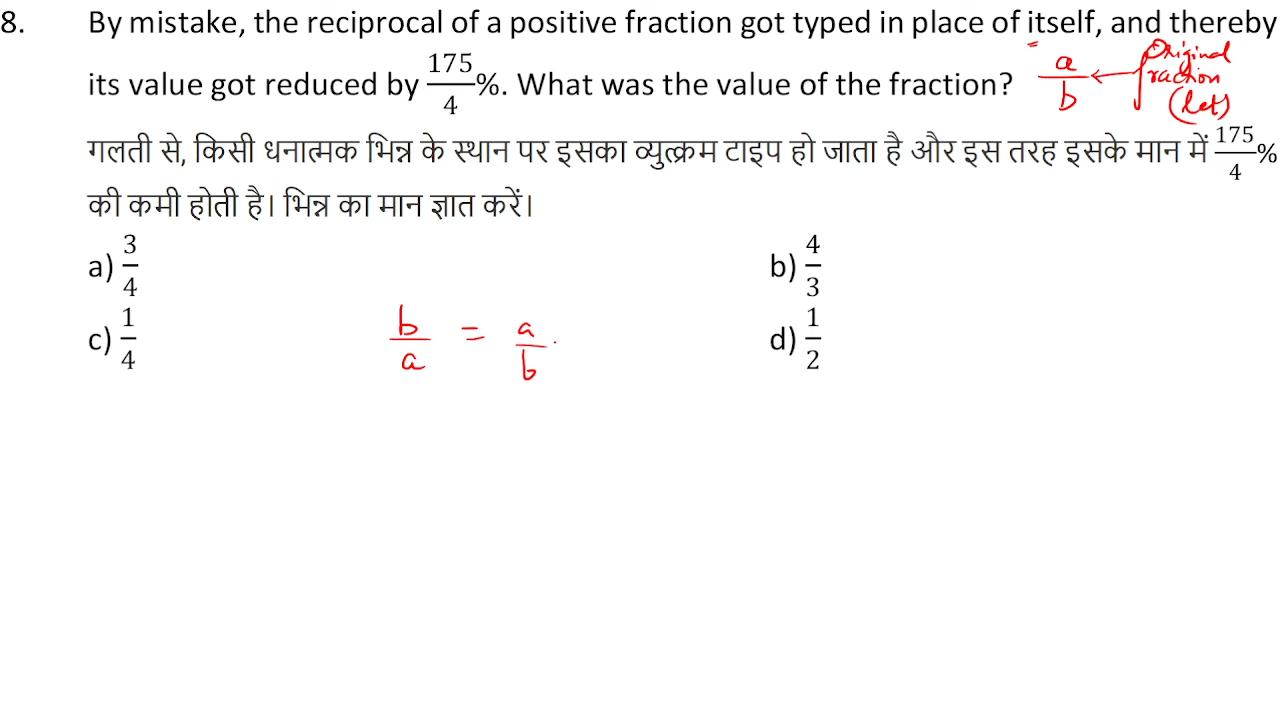 8. By mistake, the reciprocal of a positive fraction got typed in place of itself, and thereby
its value got reduced by 175/4%. What was the value of the fraction?
a/b ← Original
fraction
(let)
गलती से, किसी धनात्मक भिन्न के स्थान पर इसका व्युत्क्रम टाइप हो जाता है और इस तरह इसके मान में 175/4%
की कमी होती है। भिन्न का मान ज्ञात करें।
a) 3/4 b) 4/3
c) 1/4 d) 1/2
b/a = a/b